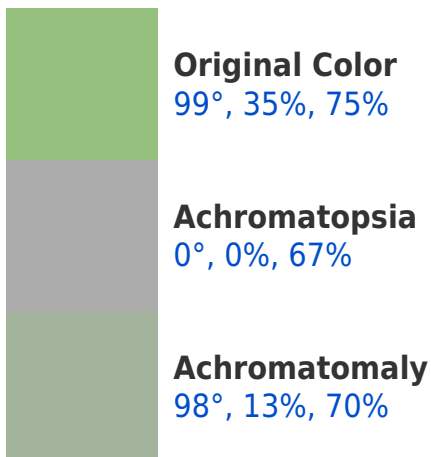 Original Color
99°, 35%, 75%
Achromatopsia
0°, 0%, 67%
Achromatomaly
98°, 13%, 70%